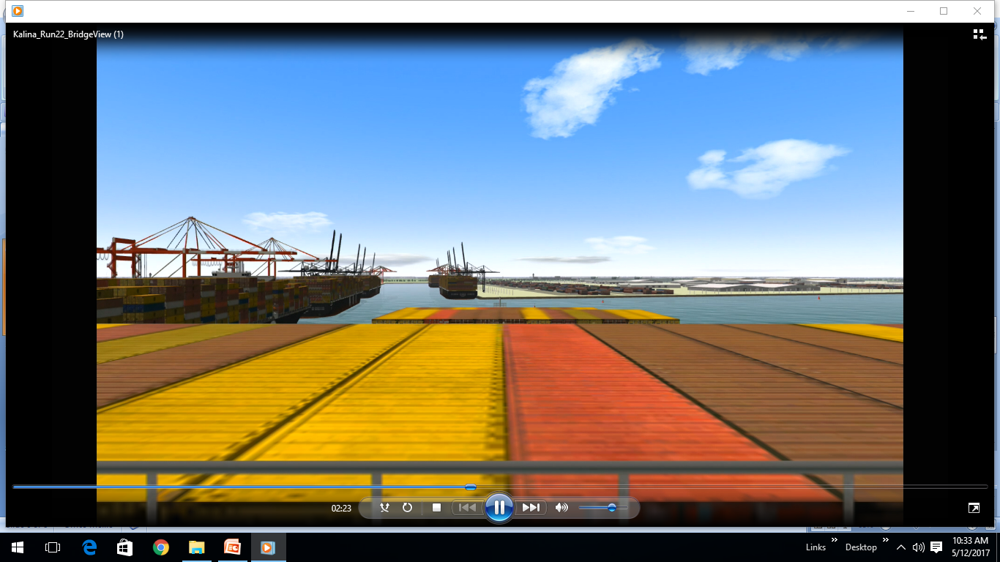 Kalina_Run22_BridgeView (1)
02:23
Links
Desktop
10:33 AM
5/12/2017